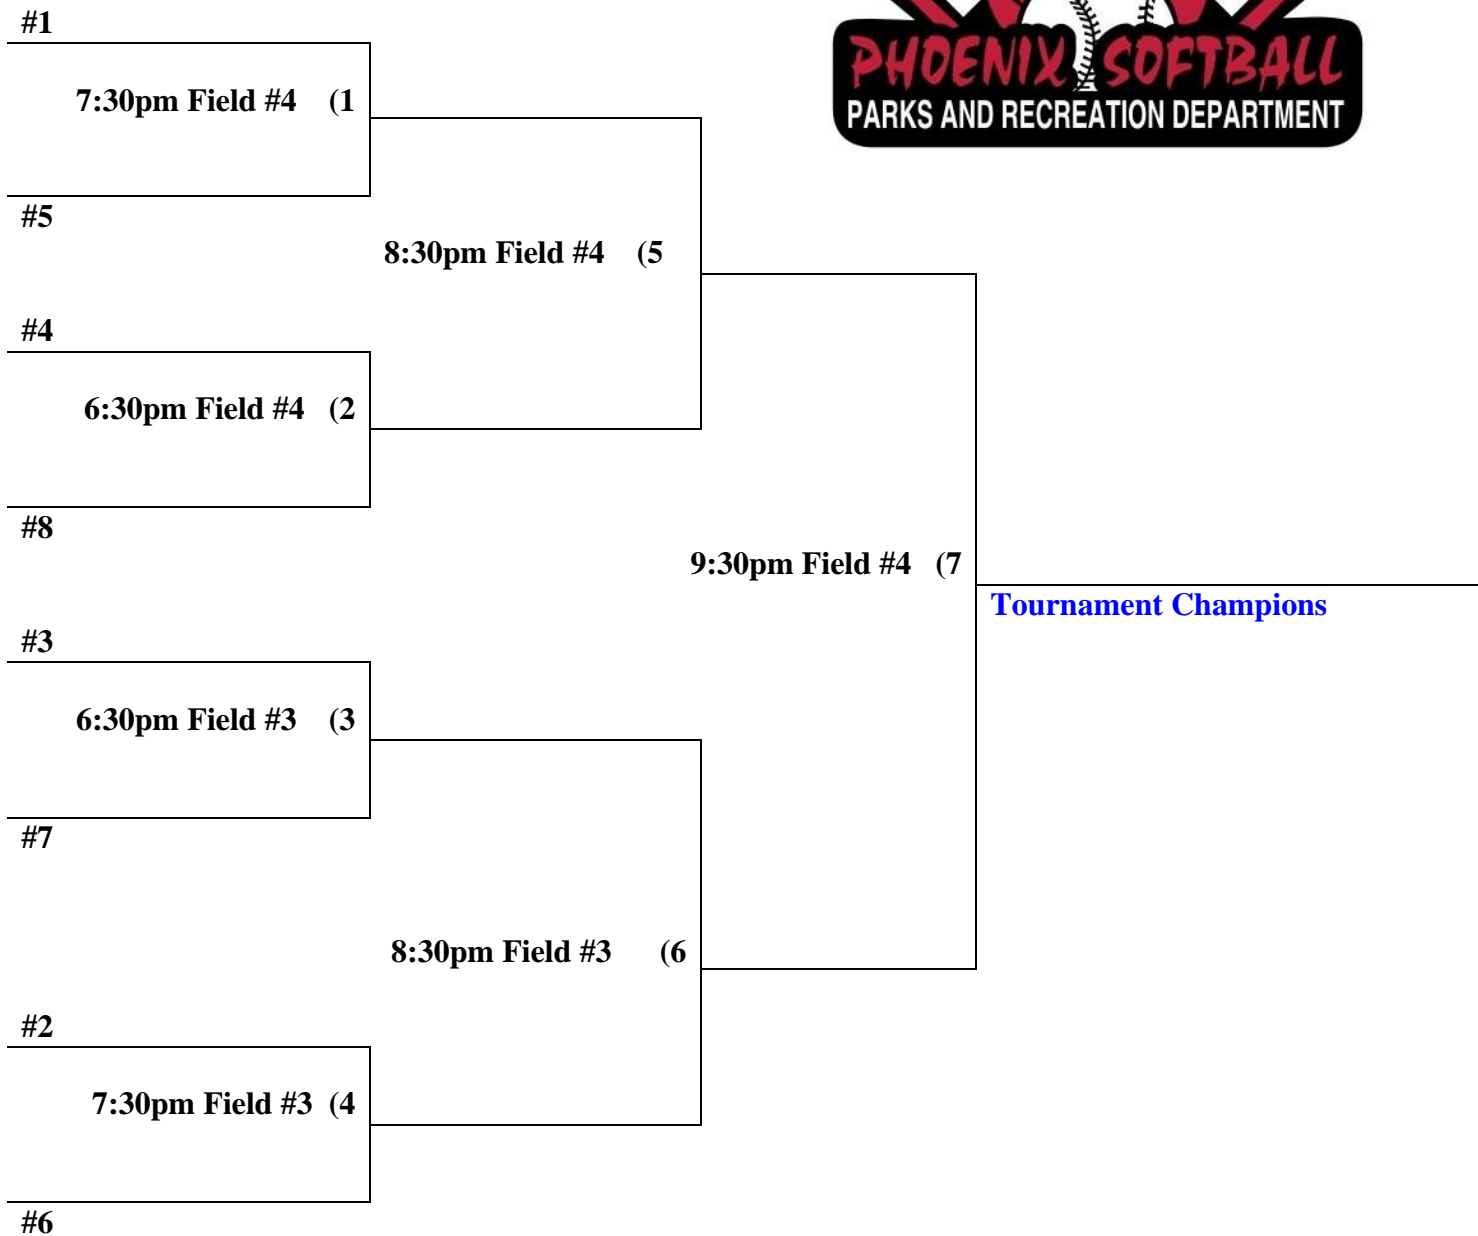 #1
PHOENIX SOFTBALL
PARKS AND RECREATION DEPARTMENT
7:30pm Field #4 (1
#5
8:30pm Field #4 (5
#4
6:30pm Field #4 (2
#8
9:30pm Field #4 (7
Tournament Champions
#3
6:30pm Field #3 (3
#7
8:30pm Field #3 (6
#2
7:30pm Field #3 (4
#6